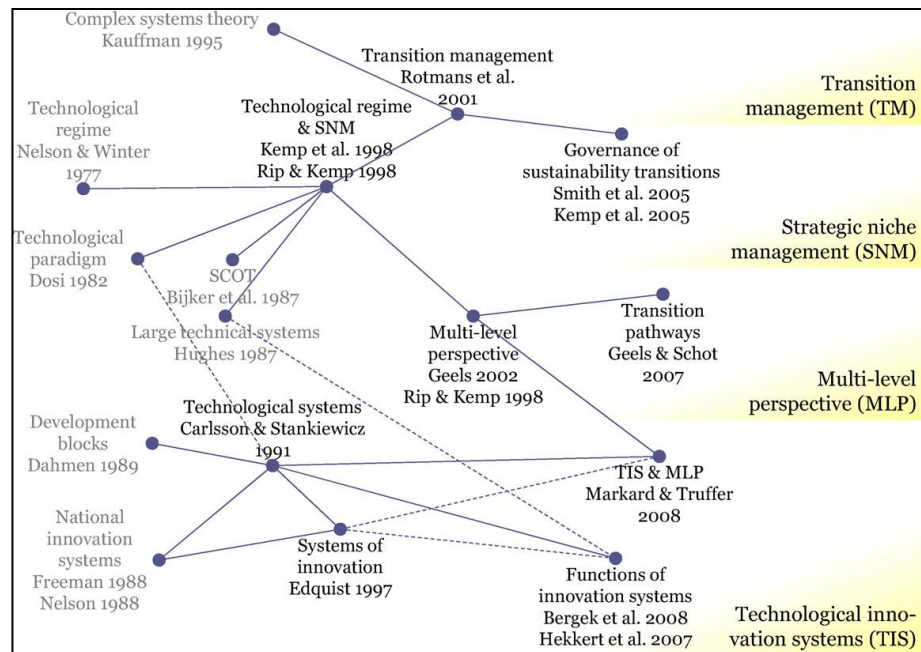 Complex systems theory
Kauffman 1995
Transition management
Rotmans et al.
2001
Transition
management (TM)
Technological
regime
Nelson & Winter
1977
Technological regime
& SNM
Kemp et al. 1998
Rip & Kemp 1998
Governance of
sustainability transitions
Smith et al. 2005
Kemp et al. 2005
Strategic niche
management (SNM)
Technological
paradigm
Dosi 1982
SCOT
Bijker et al. 1987
Large technical systems
Hughes 1987
Multi-level
perspective
Geels 2002
Rip & Kemp 1998
Transition
pathways
Geels & Schot
2007
Multi-level
perspective (MLP)
Technological systems
Carlsson & Stankiewicz
1991
Development
blocks
Dahmen 1989
TIS & MLP
Markard & Truffer
2008
National
innovation
systems
Freeman 1988
Nelson 1988
Systems of
innovation
Edquist 1997
Functions of
innovation systems
Bergek et al. 2008
Hekkert et al. 2007
Technological inno-
vation systems (TIS)